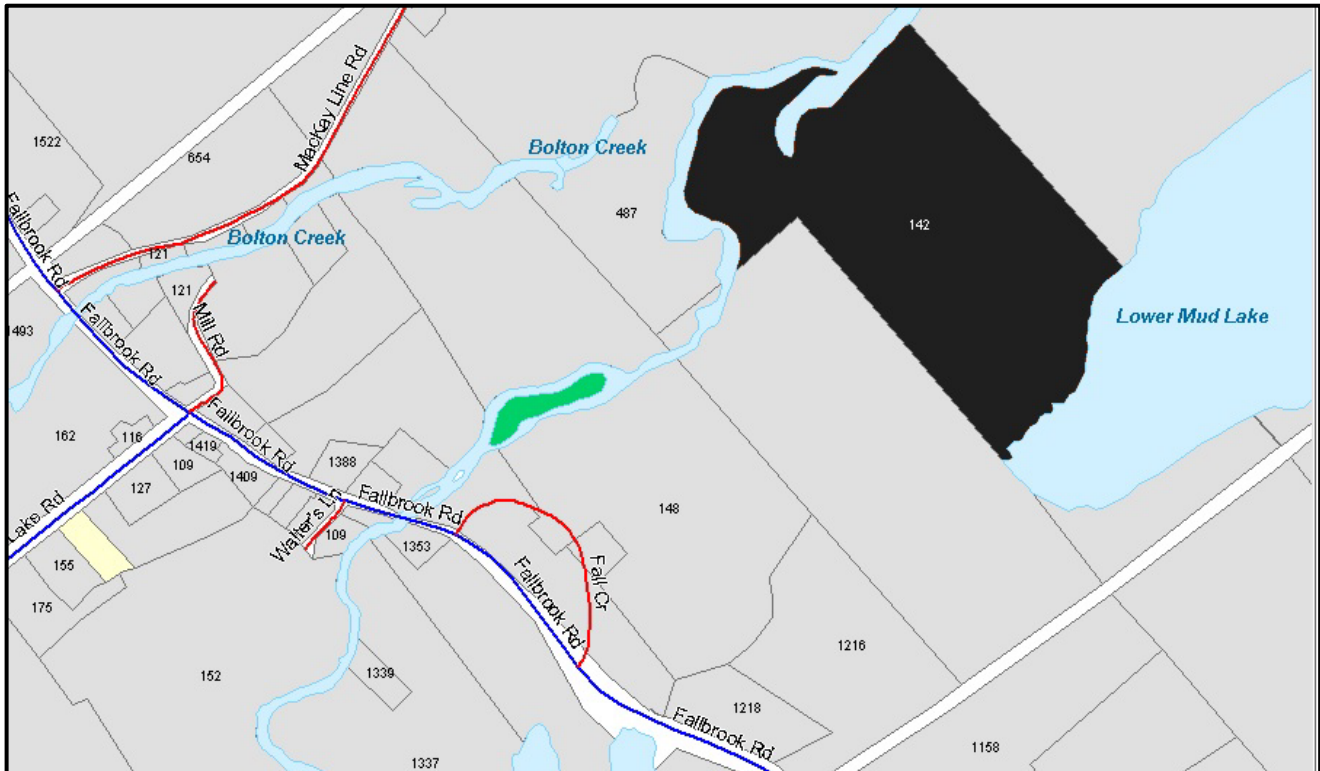 MacKay Line Rd
1522
654
Bolton Creek
Fallbrook Rd
487
142
Bolton Creek
121
121
Mill Rd
Lower Mud Lake
1493
Fallbrook Rd
Fallbrook Rd
162
116
1419
109
1388
127
1409
Fallbrook Rd
148
Lake Rd
Walter's
109
1353
155
Fall Cr
Fallbrook Rd
175
1216
152
1339
1218
Fallbrook Rd
1158
1337